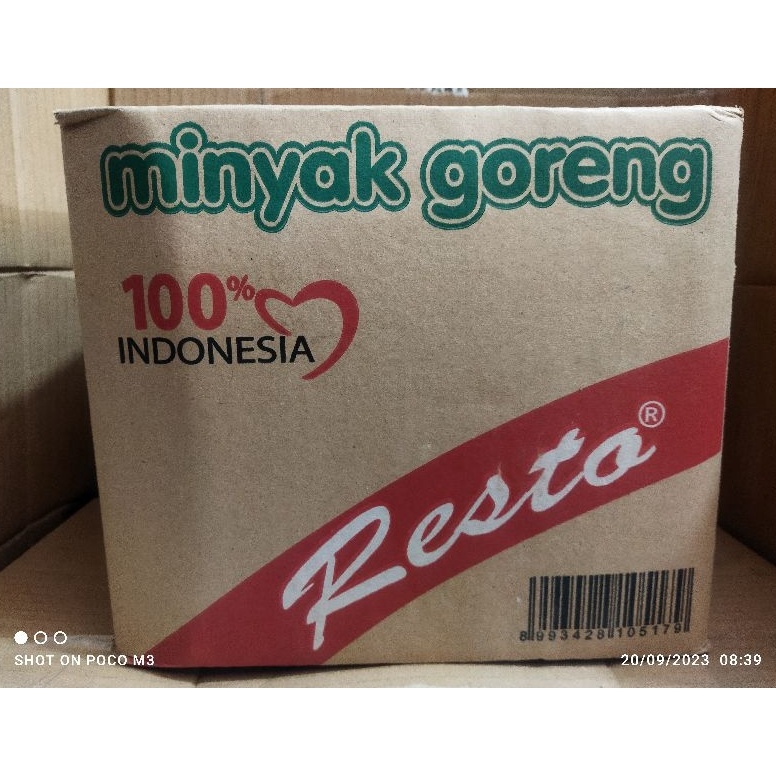 minyak goreng
100%
INDONESIA
Resto®
8993428105179
SHOT ON POCO M3
20/09/2023 08:39